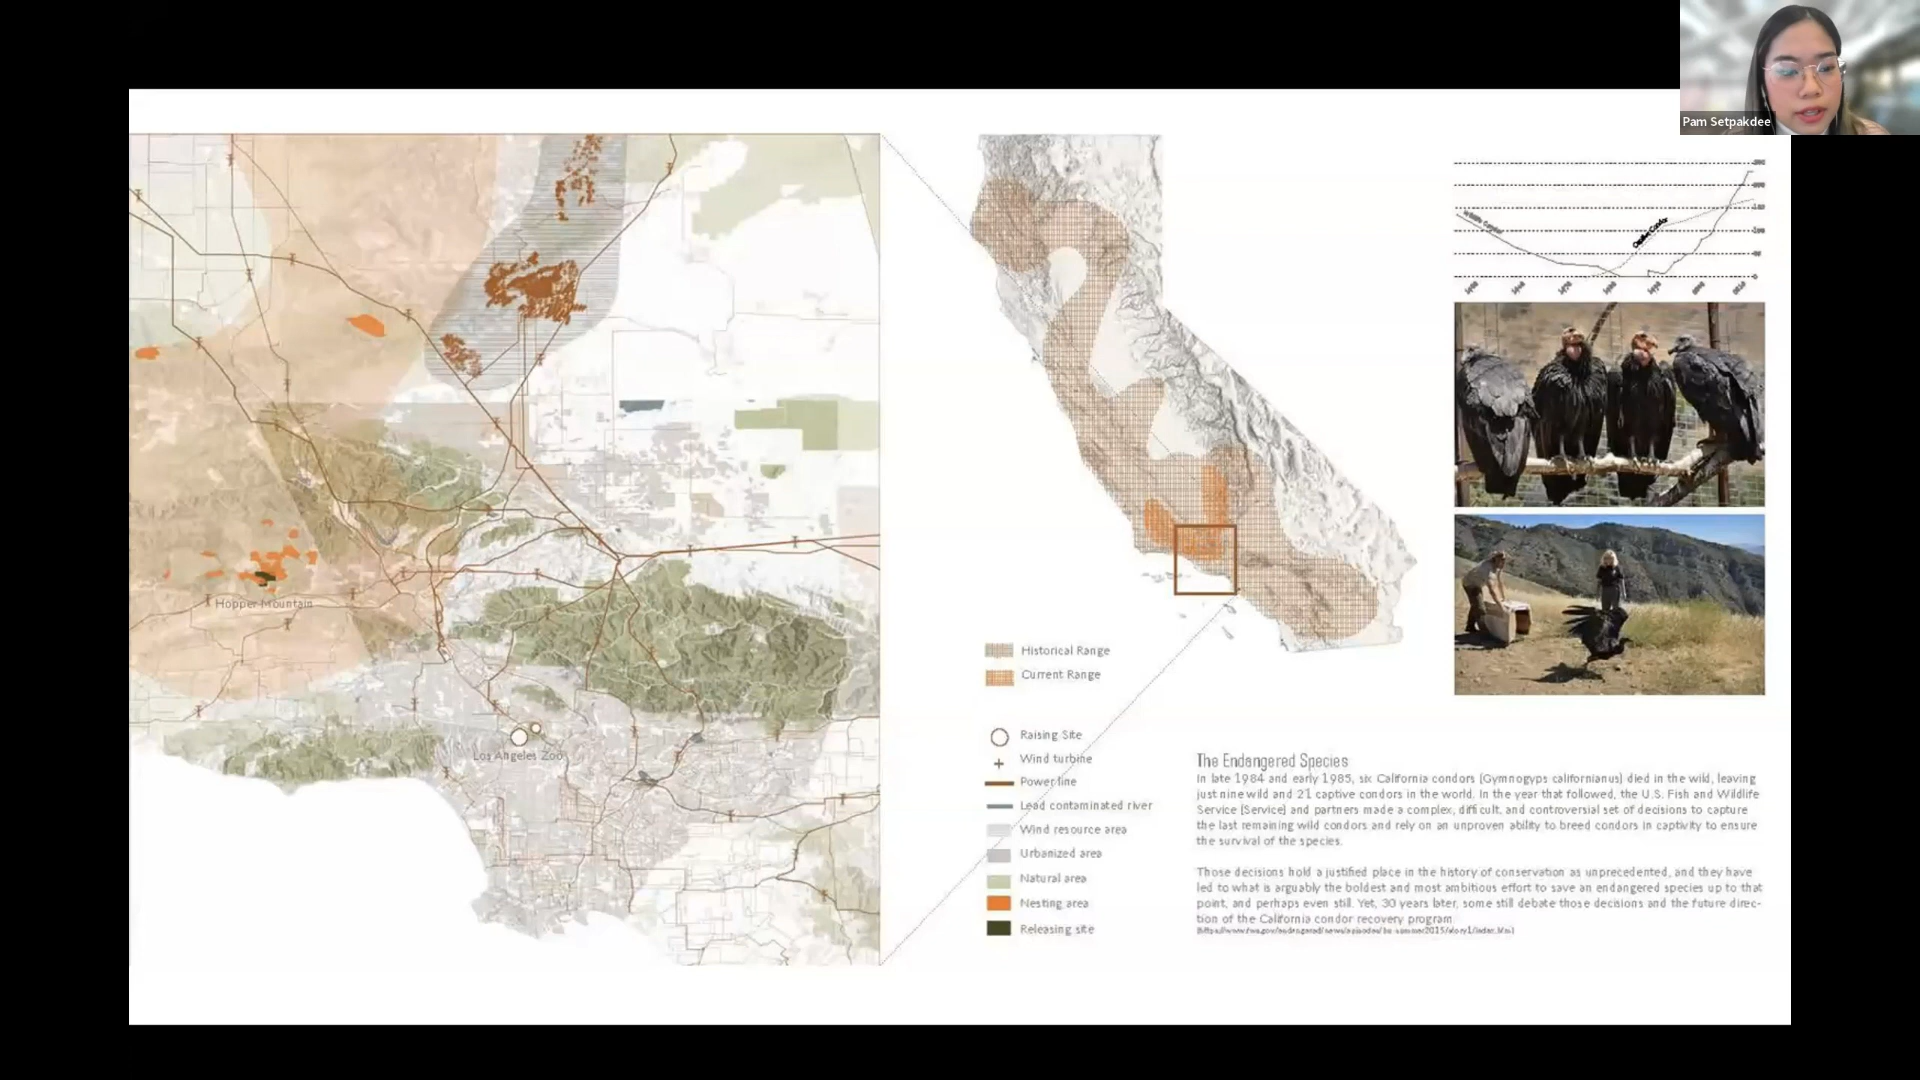 Pam Setpakdee
Hopper Mountain
Los Angeles Zoo
Captive Condor
Historical Range
Current Range
Raising Site
Wind turbine
Power line
Lead contaminated river
Wind resource area
Urbanized area
Natural area
Nesting area
Releasing site
The Endangered Species
In late 1984 and early 1985, six California condors (Gymnogyps californianus) died in the wild, leaving
just nine wild and 21 captive condors in the world. In the year that followed, the U.S. Fish and Wildlife
Service (Service) and partners made a complex, difficult, and controversial set of decisions to capture
the last remaining wild condors and rely on an unproven ability to breed condors in captivity to ensure
the survival of the species.
Those decisions hold a justified place in the history of conservation as unprecedented, and they have
led to what is arguably the boldest and most ambitious effort to save an endangered species up to that
point, and perhaps even still. Yet, 30 years later, some still debate those decisions and the future direc-
tion of the California condor recovery program